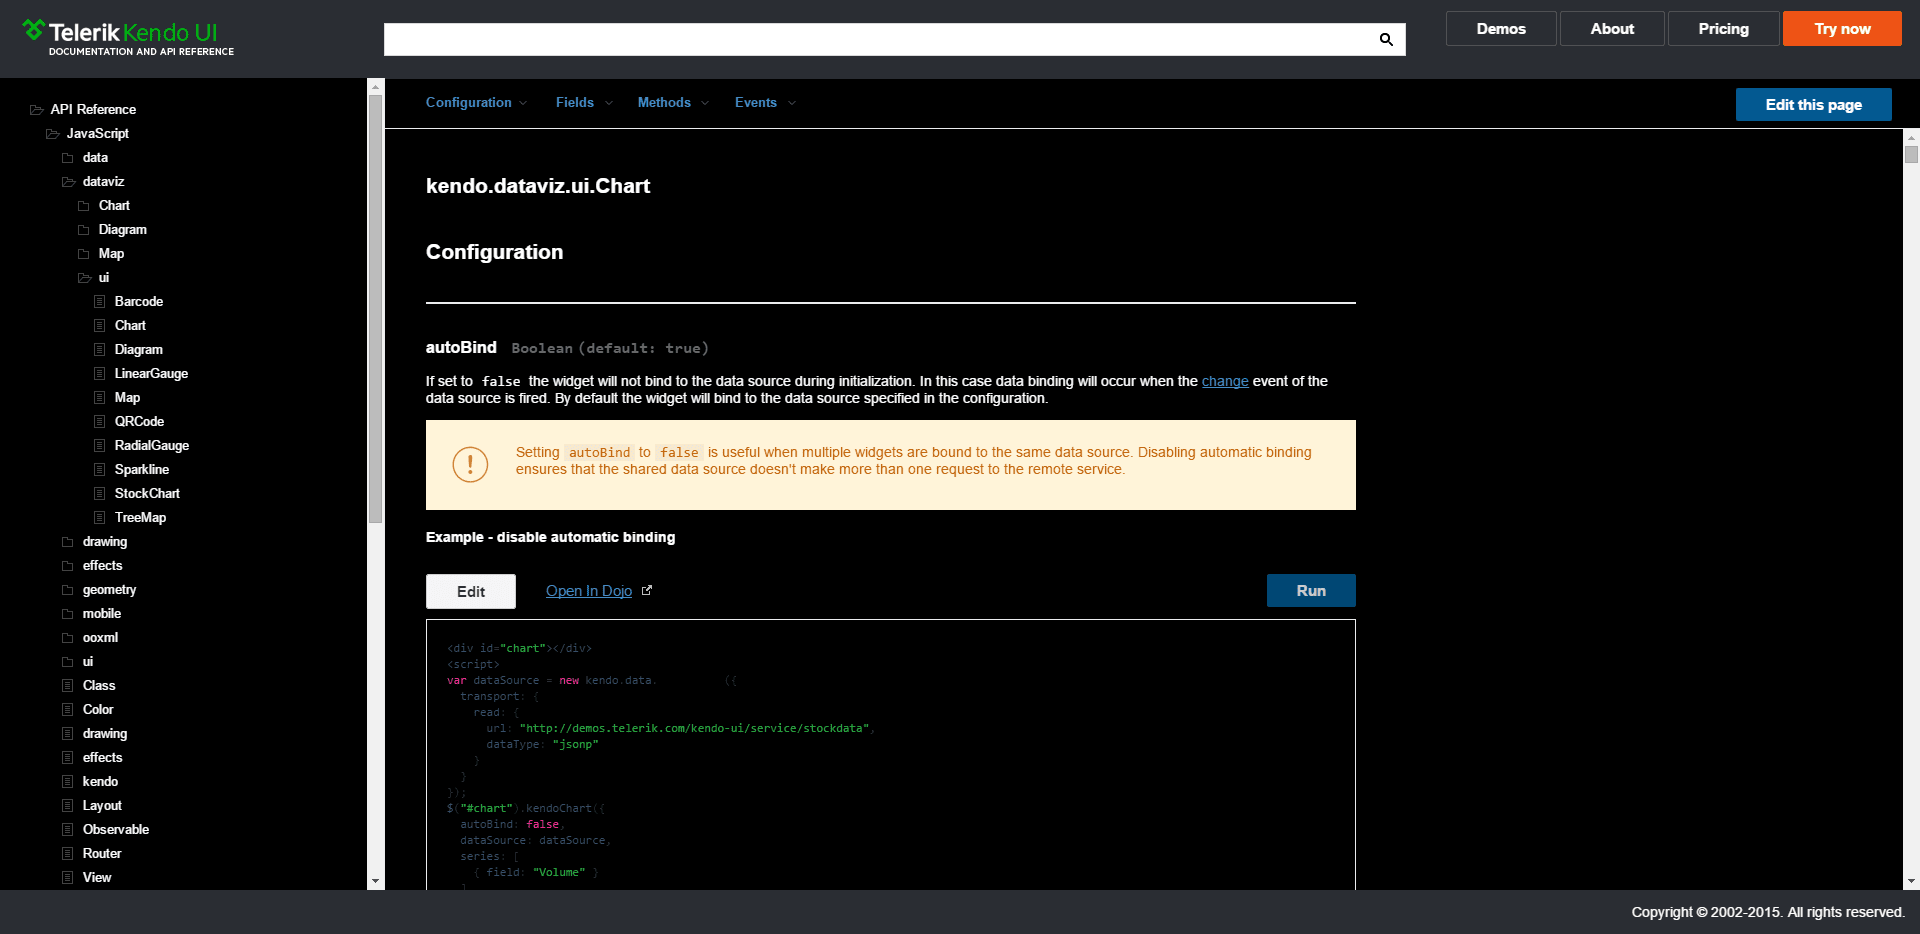 Telerik Kendo UI
DOCUMENTATION AND API REFERENCE
Demos
About
Pricing
Try now
API Reference
JavaScript
data
dataviz
Chart
Diagram
Map
ui
Barcode
Chart
Diagram
LinearGauge
Map
QRCode
RadialGauge
Sparkline
StockChart
TreeMap
drawing
effects
geometry
mobile
ooxml
ui
Class
Color
drawing
effects
kendo
Layout
Observable
Router
View
Configuration
Fields
Methods
Events
Edit this page
kendo.dataviz.ui.Chart
Configuration
autoBind Boolean (default: true)
If set to false the widget will not bind to the data source during initialization. In this case data binding will occur when the change event of the
data source is fired. By default the widget will bind to the data source specified in the configuration.
Setting autoBind to false is useful when multiple widgets are bound to the same data source. Disabling automatic binding
ensures that the shared data source doesn't make more than one request to the remote service.
Example - disable automatic binding
Edit
Open In Dojo
Run
<div id="chart"></div>
<script>
var dataSource = new kendo.data. ({
transport: {
read: {
url: "http://demos.telerik.com/kendo-ui/service/stockdata",
dataType: "jsonp"
}
}
});
$("#chart").kendoChart({
autoBind: false,
dataSource: dataSource,
series: [
{ field: "Volume" }
]
Copyright © 2002-2015. All rights reserved.